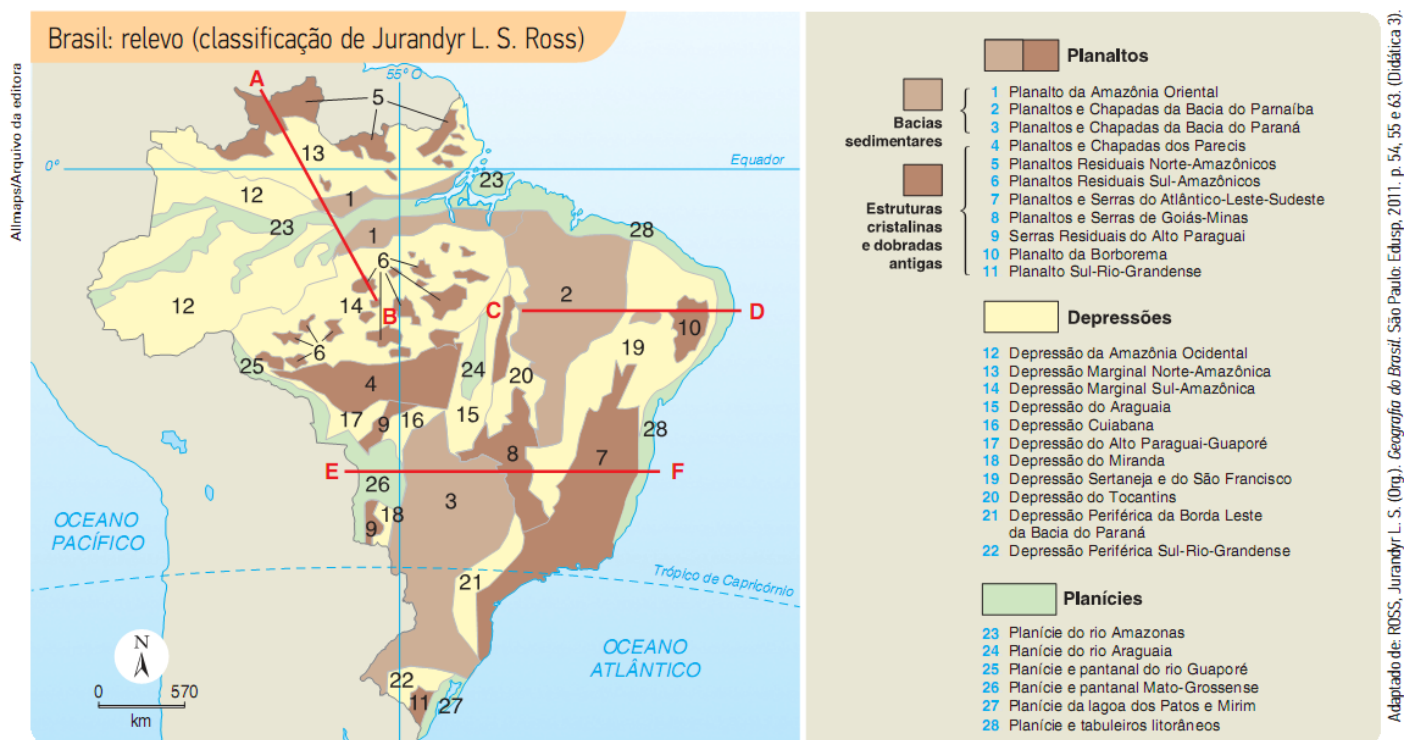 Brasil: relevo (classificação de Jurandyr L. S. Ross)
Allmaps/Arquivo da editora
55º O
A
5
13
0º
Equador
12
23
23
1
28
1
6
14
2
C
D
B
12
10
6
19
25
24
4
20
17
9
16
15
28
8
7
E
F
26
3
18
9
OCEANO
PACÍFICO
Trópico de Capricórnio
21
N
OCEANO
ATLÂNTICO
22
0
570
km
11
27
Planaltos
Bacias
sedimentares
Estruturas
cristalinas
e dobradas
antigas
1 Planalto da Amazônia Oriental
2 Planaltos e Chapadas da Bacia do Parnaíba
3 Planaltos e Chapadas da Bacia do Paraná
4 Planaltos e Chapadas dos Parecis
5 Planaltos Residuais Norte-Amazônicos
6 Planaltos Residuais Sul-Amazônicos
7 Planaltos e Serras do Atlântico-Leste-Sudeste
8 Planaltos e Serras de Goiás-Minas
9 Serras Residuais do Alto Paraguai
10 Planalto da Borborema
11 Planalto Sul-Rio-Grandense
Depressões
12 Depressão da Amazônia Ocidental
13 Depressão Marginal Norte-Amazônica
14 Depressão Marginal Sul-Amazônica
15 Depressão do Araguaia
16 Depressão Cuiabana
17 Depressão do Alto Paraguai-Guaporé
18 Depressão do Miranda
19 Depressão Sertaneja e do São Francisco
20 Depressão do Tocantins
21 Depressão Periférica da Borda Leste
da Bacia do Paraná
22 Depressão Periférica Sul-Rio-Grandense
Planícies
23 Planície do rio Amazonas
24 Planície do rio Araguaia
25 Planície e pantanal do rio Guaporé
26 Planície e pantanal Mato-Grossense
27 Planície da lagoa dos Patos e Mirim
28 Planície e tabuleiros litorâneos
Adaptado de: ROSS, Jurandyr L. S. (Org.). Geografia do Brasil. São Paulo: Edusp, 2011. p. 54, 55 e 63. (Didática 3).